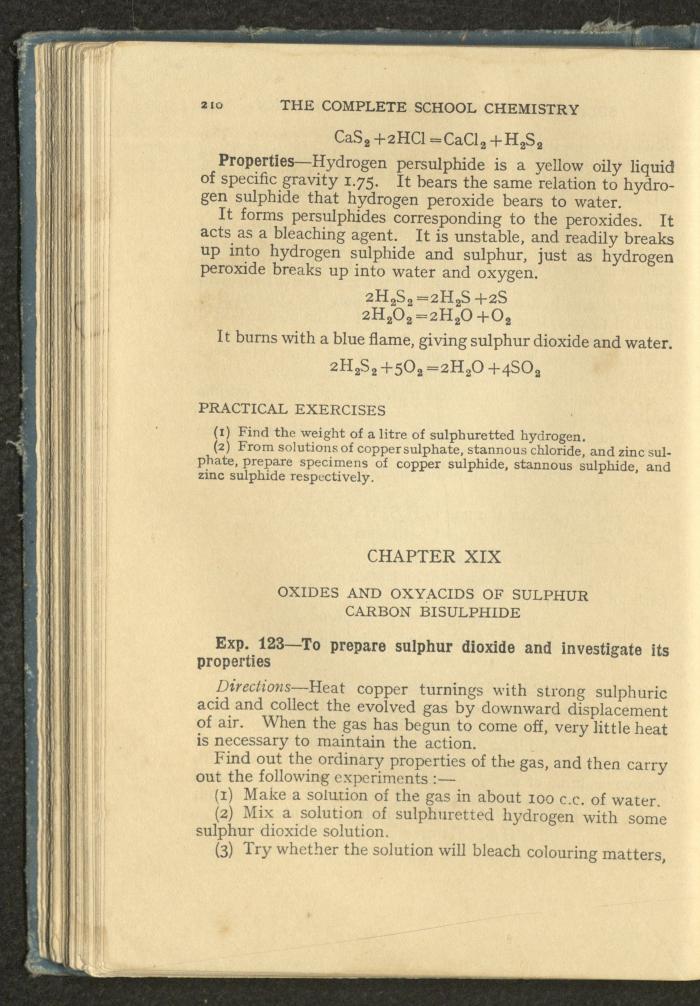 210 THE COMPLETE SCHOOL CHEMISTRY
CaS₂+2HCl=CaCl₂+H₂S₂
Properties—Hydrogen persulphide is a yellow oily liquid
of specific gravity 1.75. It bears the same relation to hydro-
gen sulphide that hydrogen peroxide bears to water.
It forms persulphides corresponding to the peroxides. It
acts as a bleaching agent. It is unstable, and readily breaks
up into hydrogen sulphide and sulphur, just as hydrogen
peroxide breaks up into water and oxygen.
2H₂S₂=2H₂S+2S
2H₂O₂=2H₂O+O₂
It burns with a blue flame, giving sulphur dioxide and water.
2H₂S₂+5O₂=2H₂O+4SO₂
PRACTICAL EXERCISES
(1) Find the weight of a litre of sulphuretted hydrogen.
(2) From solutions of copper sulphate, stannous chloride, and zinc sul-
phate, prepare specimens of copper sulphide, stannous sulphide, and
zinc sulphide respectively.
CHAPTER XIX
OXIDES AND OXYACIDS OF SULPHUR
CARBON BISULPHIDE
Exp. 123—To prepare sulphur dioxide and investigate its
properties
Directions—Heat copper turnings with strong sulphuric
acid and collect the evolved gas by downward displacement
of air. When the gas has begun to come off, very little heat
is necessary to maintain the action.
Find out the ordinary properties of the gas, and then carry
out the following experiments :—
(1) Make a solution of the gas in about 100 c.c. of water.
(2) Mix a solution of sulphuretted hydrogen with some
sulphur dioxide solution.
(3) Try whether the solution will bleach colouring matters,